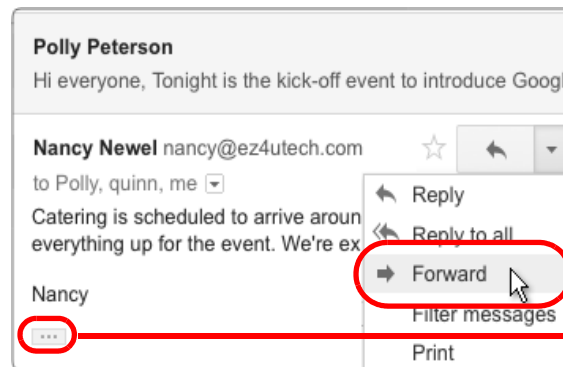 Polly Peterson
Hi everyone, Tonight is the kick-off event to introduce Googl
Nancy Newel nancy@ez4utech.com
to Polly, quinn, me
Catering is scheduled to arrive aroun
everything up for the event. We're ex
Nancy
...
Reply
Reply to all
Forward
Filter messages
Print